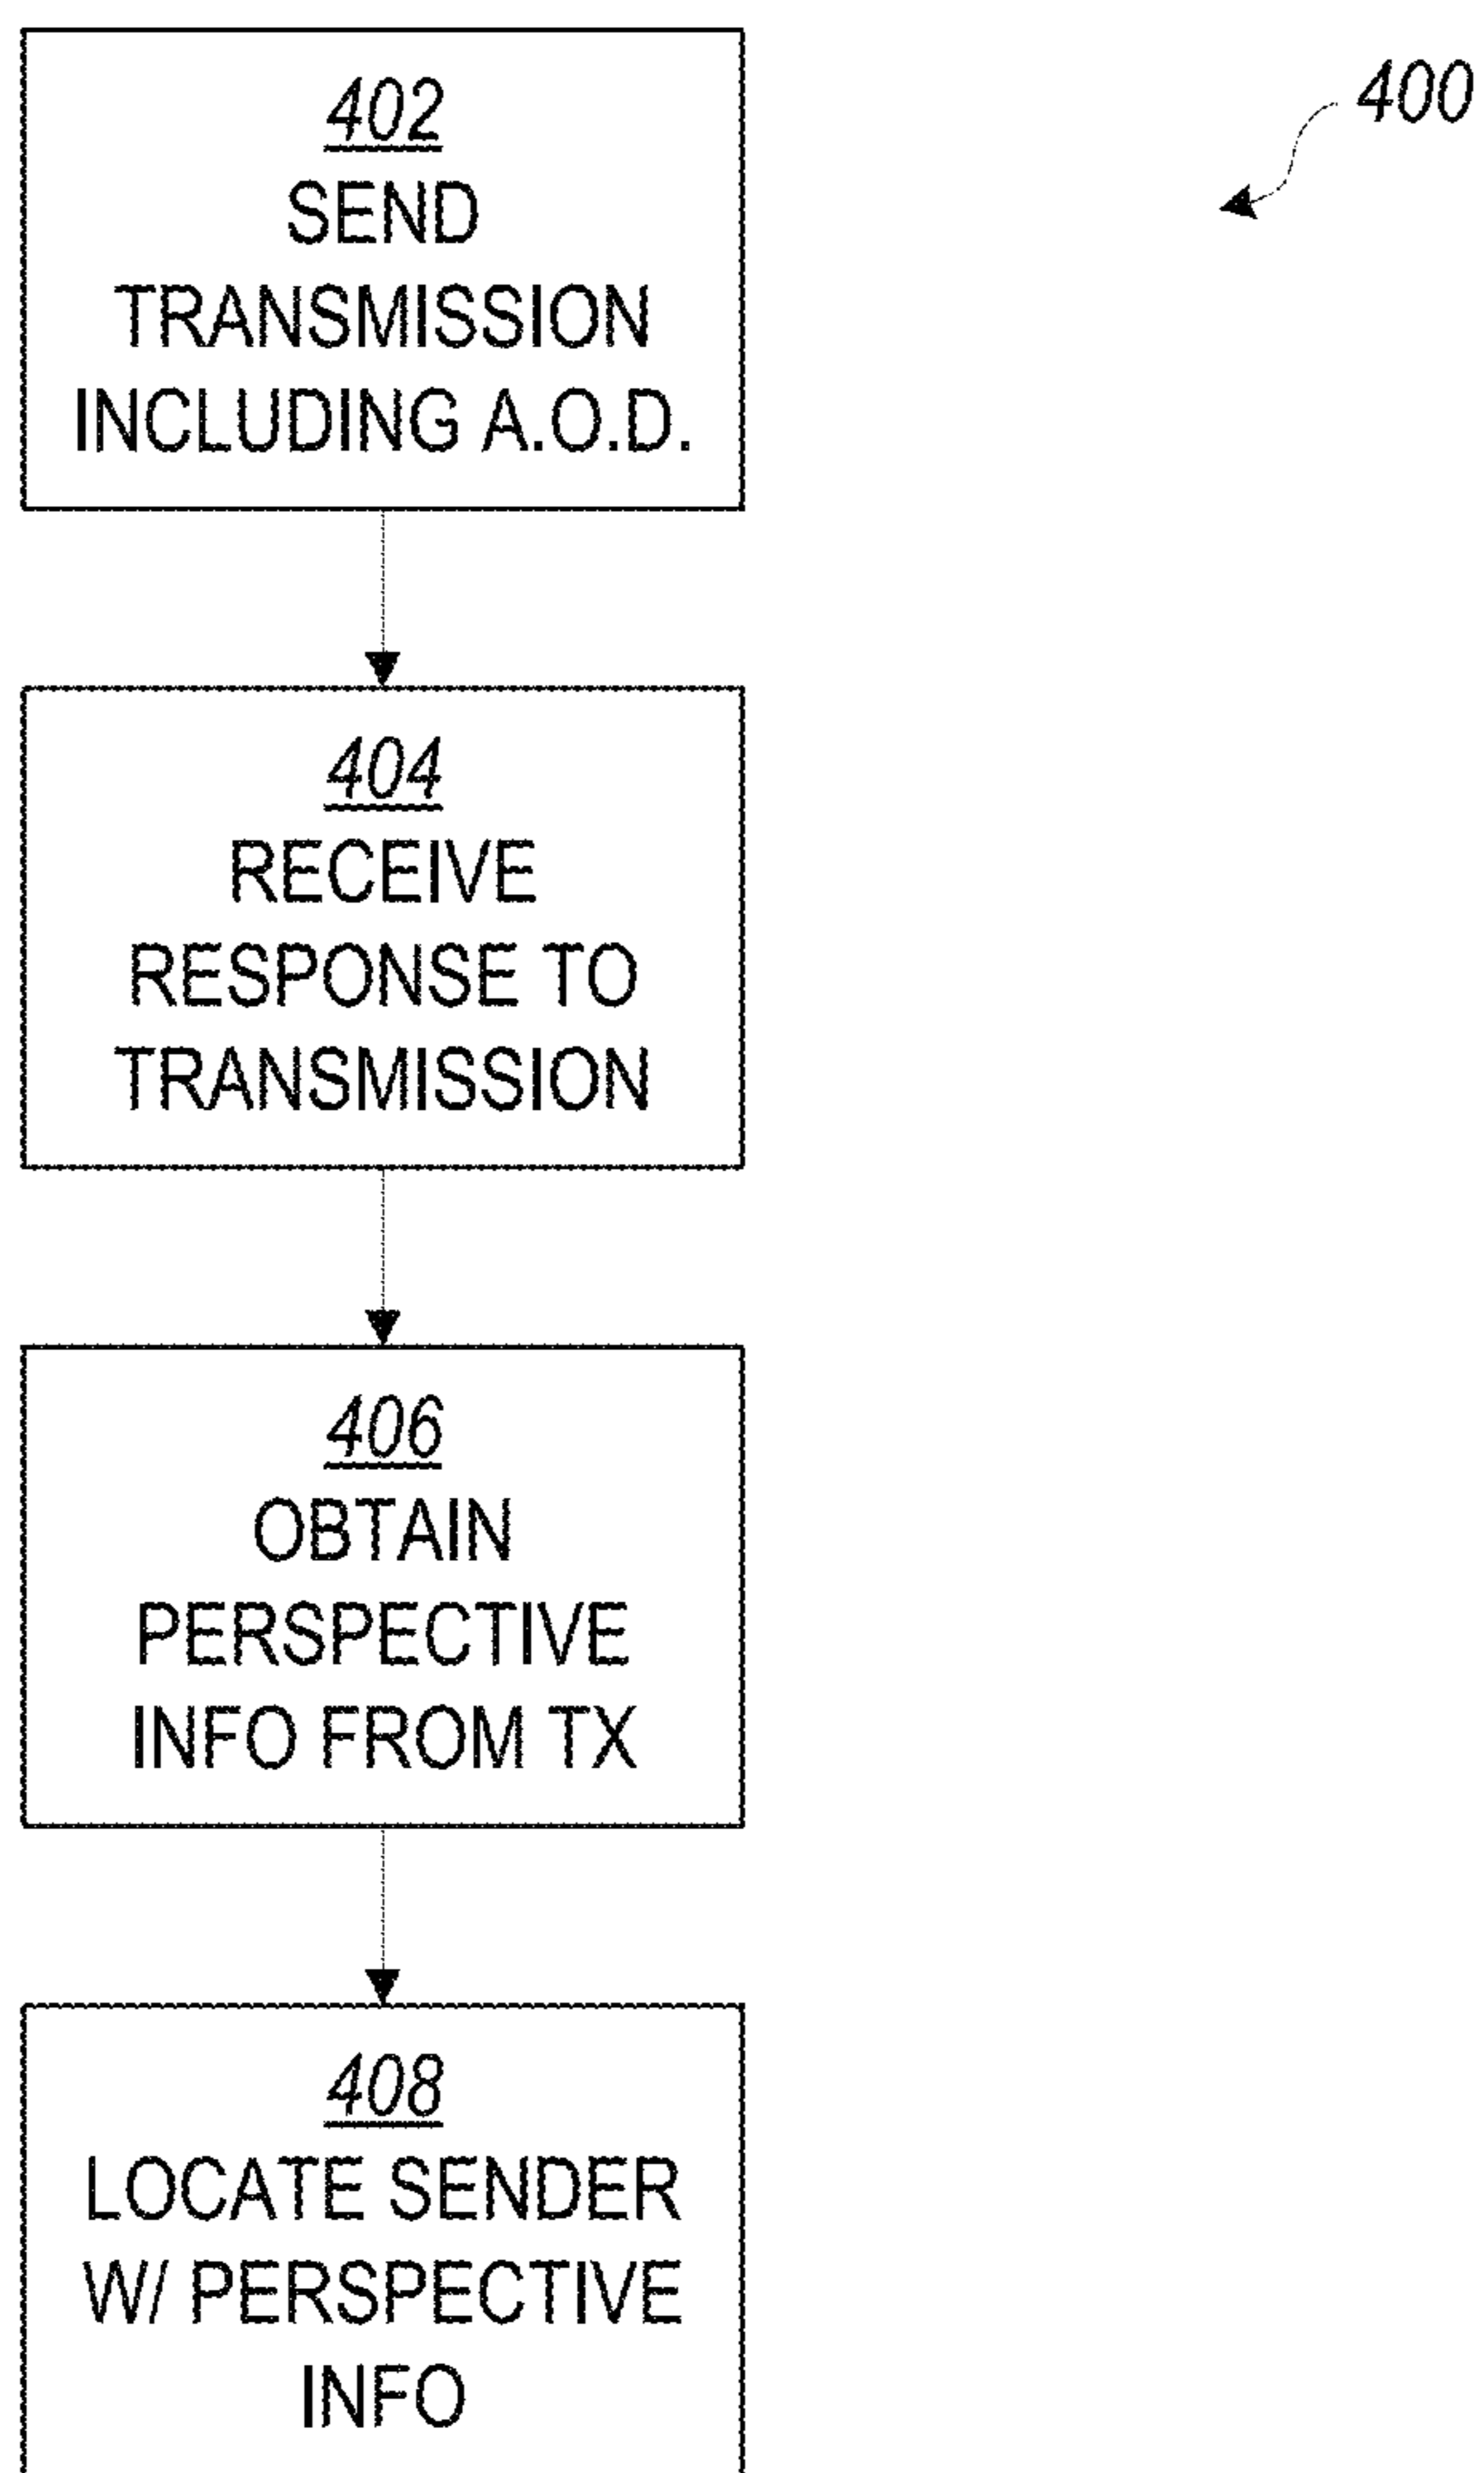 402
SEND
TRANSMISSION
INCLUDING A.O.D.
400
404
RECEIVE
RESPONSE TO
TRANSMISSION
406
OBTAIN
PERSPECTIVE
INFO FROM TX
408
LOCATE SENDER
W/ PERSPECTIVE
INFO